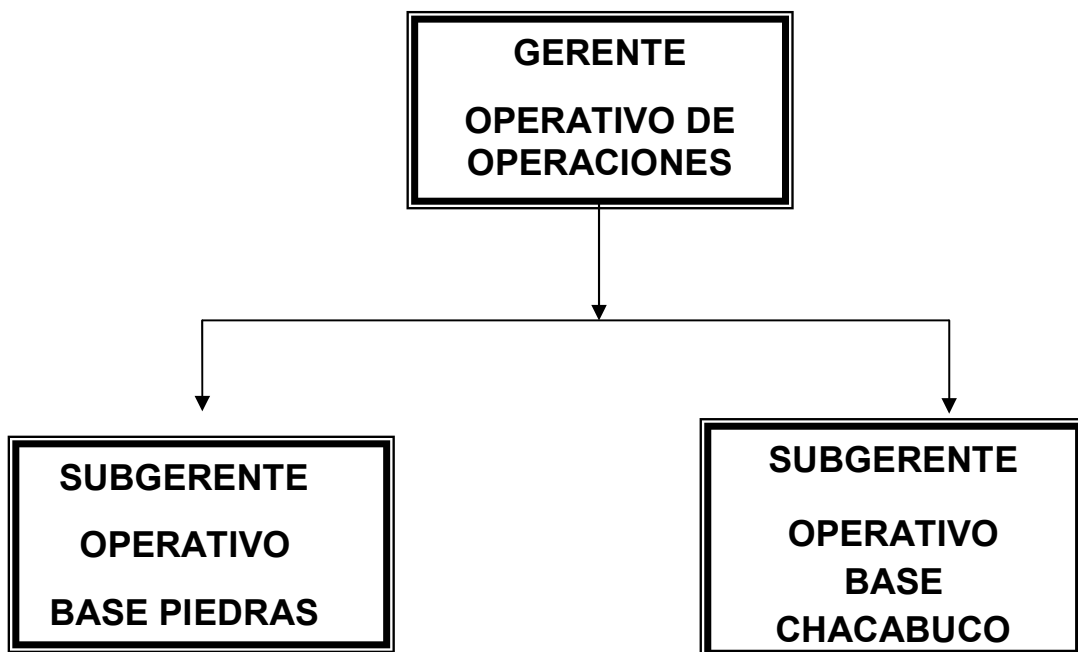 GERENTE
OPERATIVO DE
OPERACIONES
SUBGERENTE
OPERATIVO
BASE PIEDRAS
SUBGERENTE
OPERATIVO
BASE
CHACABUCO